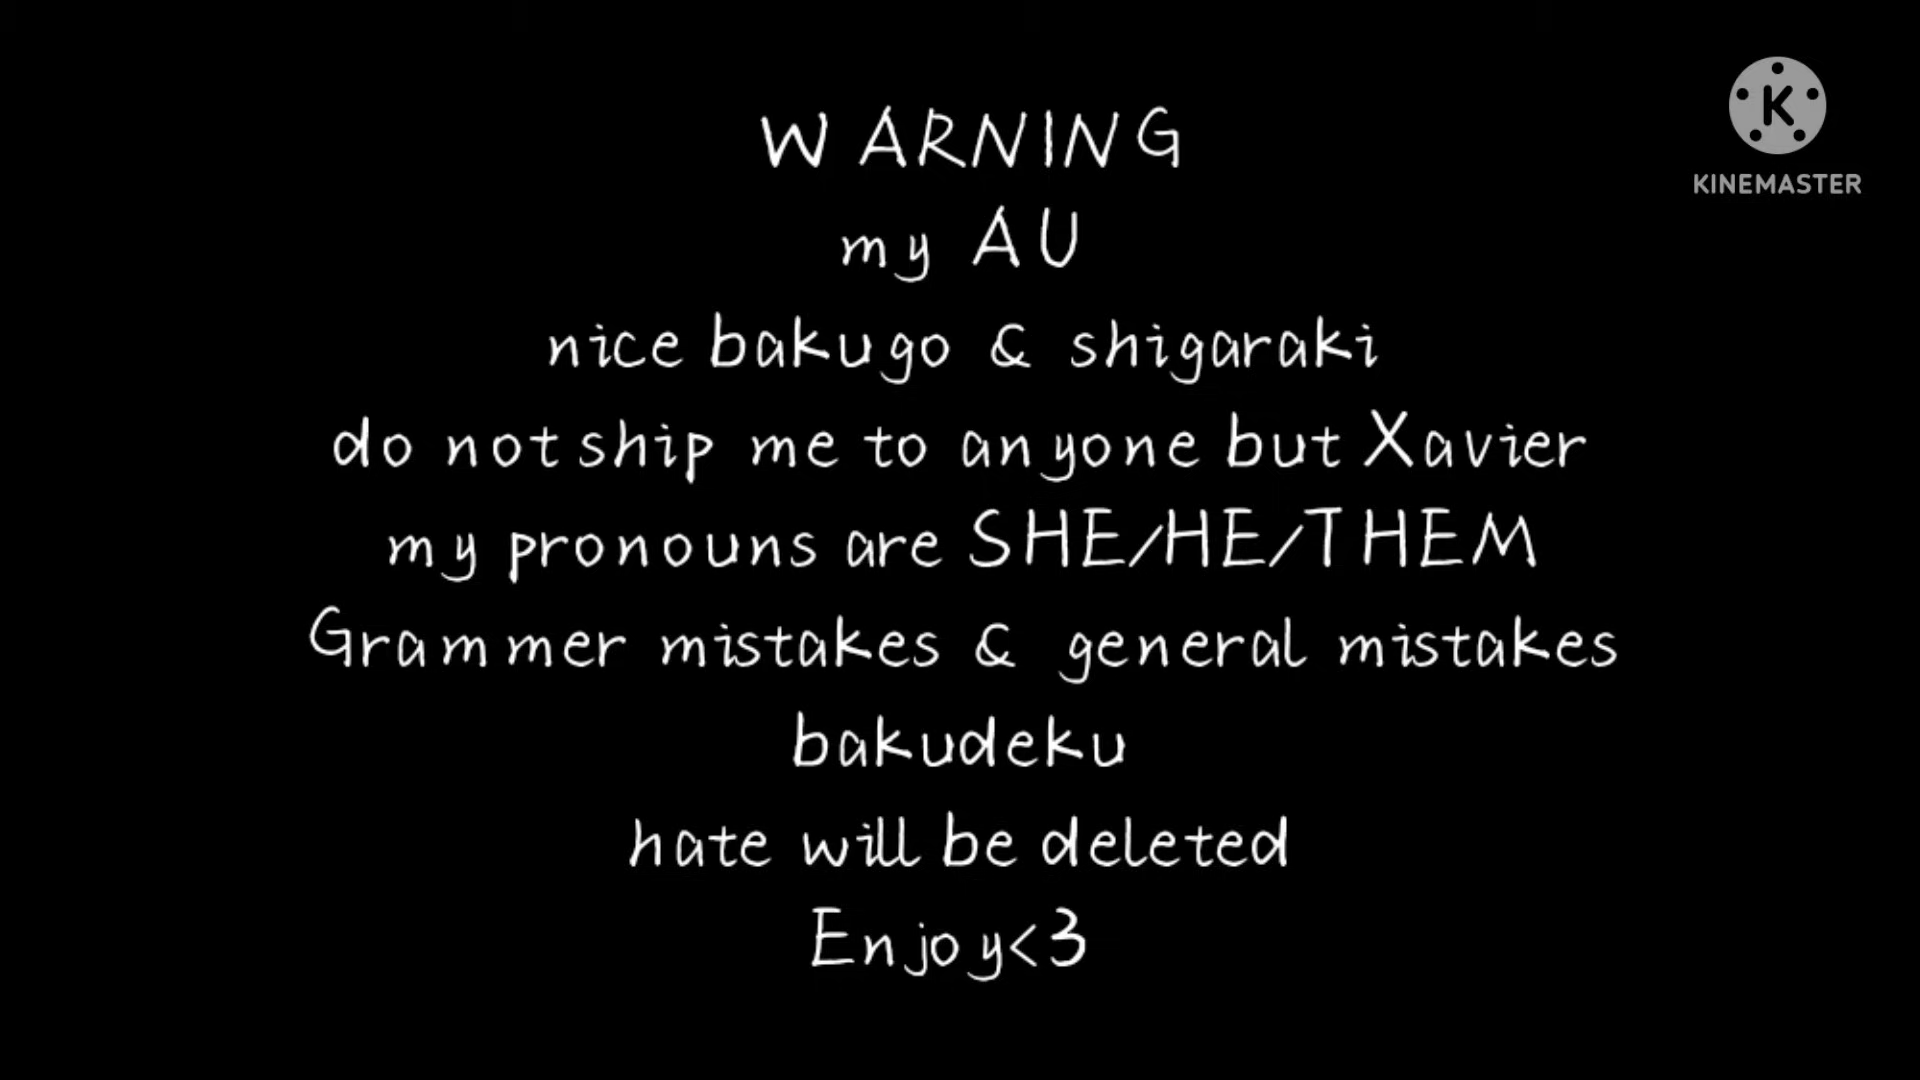 WARNING
K
KINEMASTER
my AU
nice bakugo & shigaraki
do not ship me to anyone but Xavier
my pronouns are SHE/HE/THEM
Grammer mistakes & general mistakes
bakudeku
hate will be deleted
Enjoy<3